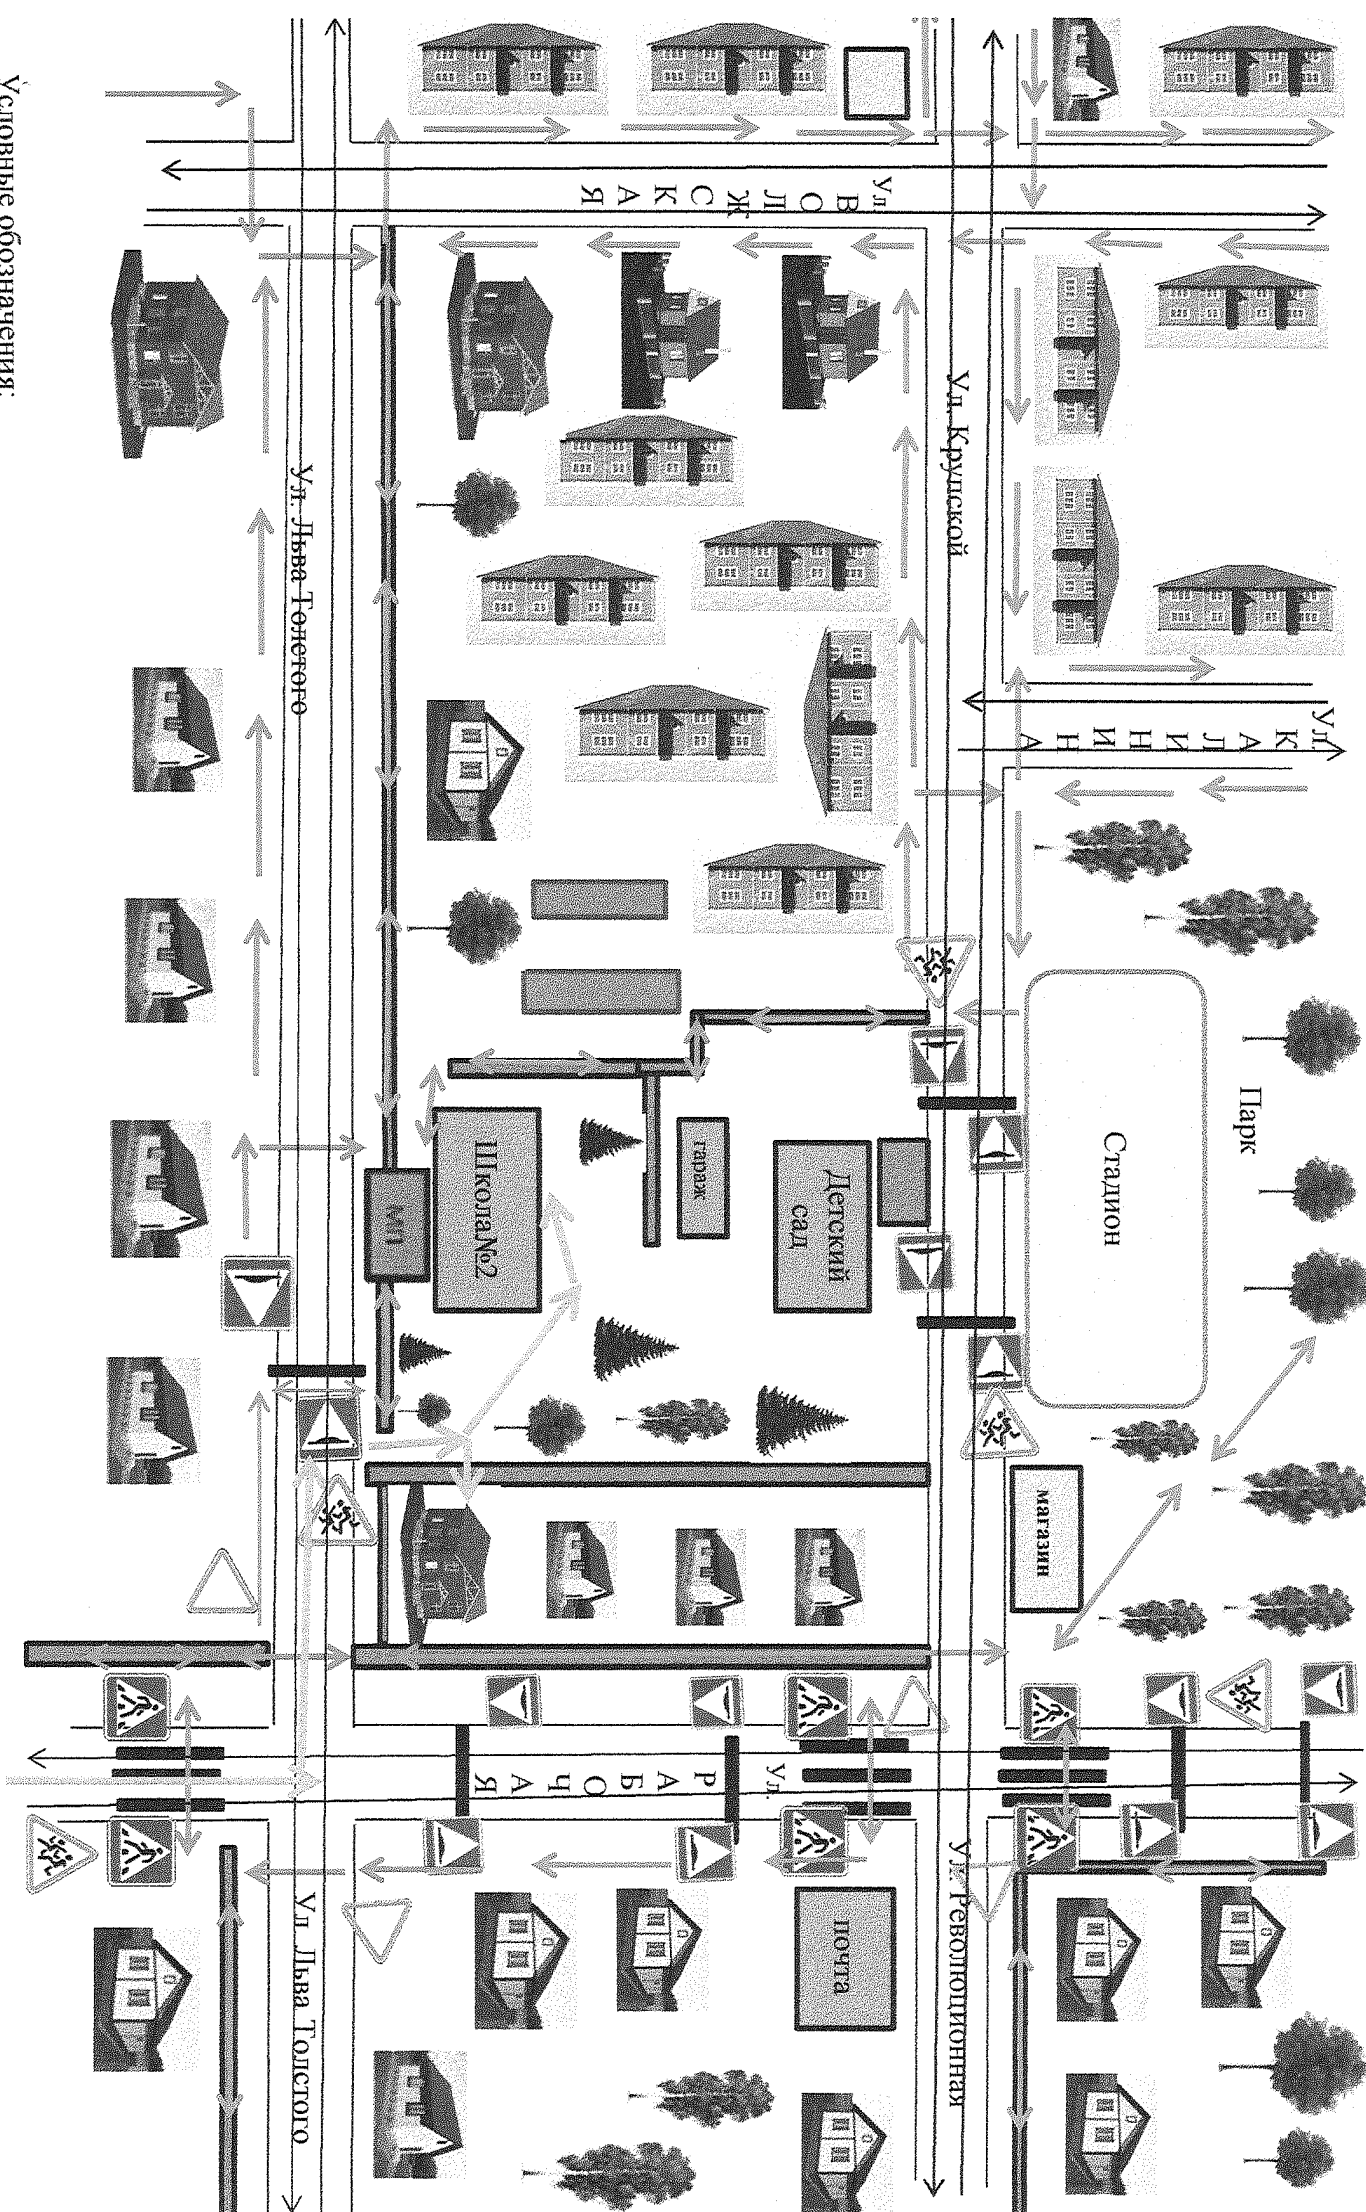 Ул.
ВОЛЖСКАЯ
Ул. Крупской
Ул.
КАЛИНИНА
Парк
Стадион
Детский
сад
гараж
Школа№2
магазин
Ул. Льва Толстого
Ул.
РАБОЧАЯ
почта
Ул. Революционная
Ул. Льва Толстого
Условные обозначения: